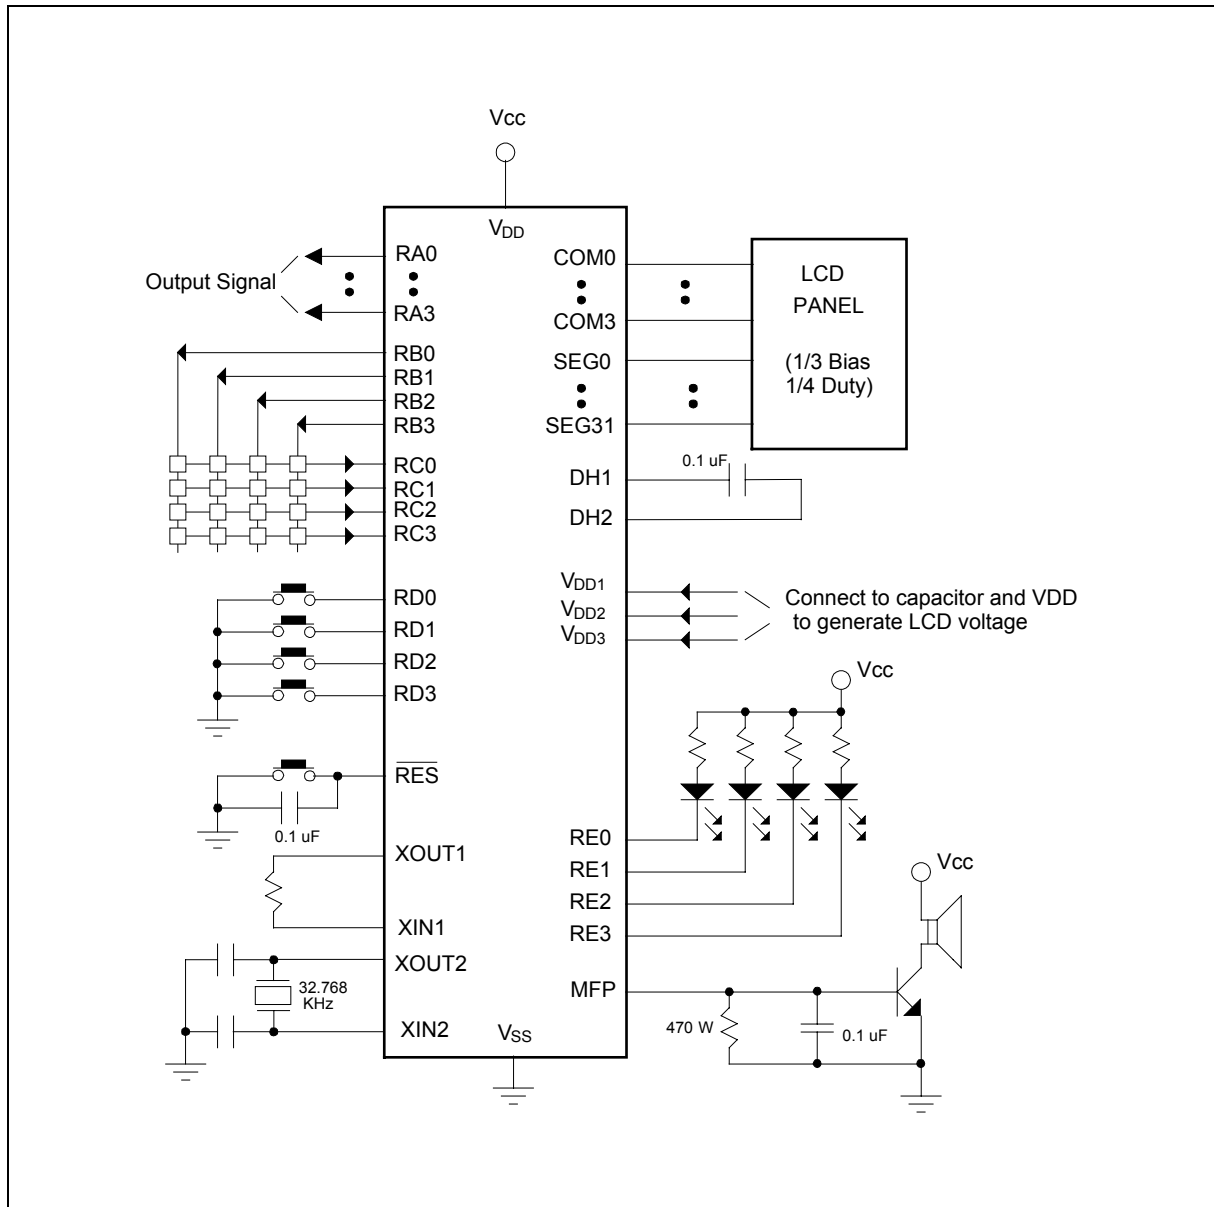 Vcc
VDD
Output Signal
RA0
RA3
RB0
RB1
RB2
RB3
RC0
RC1
RC2
RC3
RD0
RD1
RD2
RD3
RES
0.1 uF
XOUT1
XIN1
XOUT2
32.768
KHz
XIN2
VSS
COM0
COM3
SEG0
SEG31
LCD
PANEL
(1/3 Bias
1/4 Duty)
0.1 uF
DH1
DH2
VDD1
VDD2
VDD3
Connect to capacitor and VDD
to generate LCD voltage
Vcc
RE0
RE1
RE2
RE3
Vcc
MFP
470 W
0.1 uF